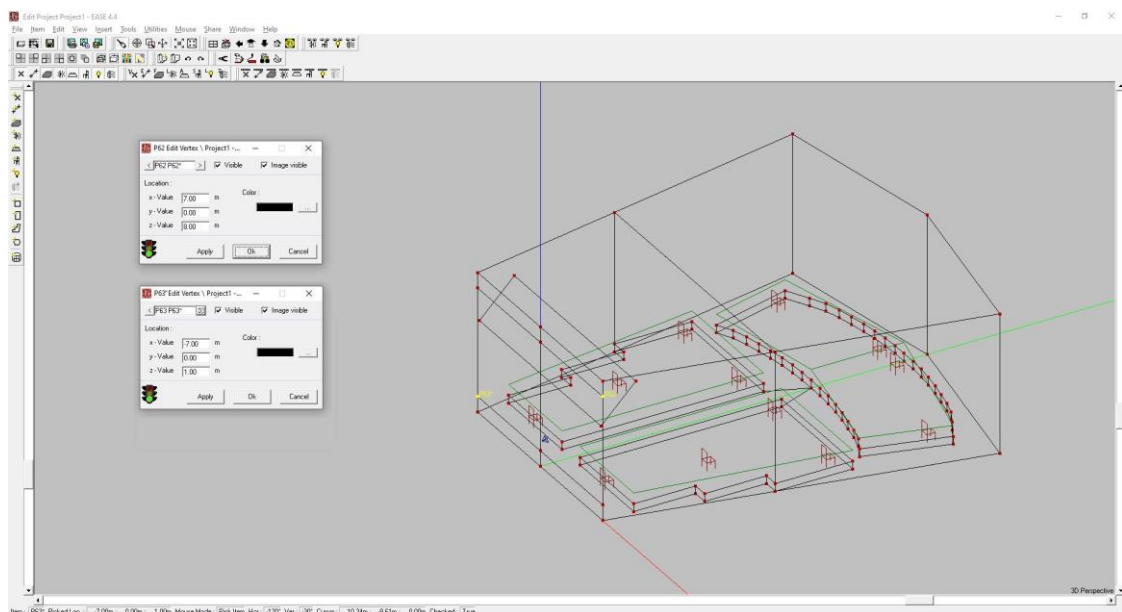 Edit Project Project1 - EASE 4.4
File Item Edit View Insert Tools Utilities Mouse Share Window Help
P62 Edit Vertex \ Project1 -...
< P62 P62* > Visible Image visible
Location :
Color :
x - Value 7.00 m
y - Value 0.00 m
z - Value 8.00 m
Apply Ok Cancel
P63* Edit Vertex \ Project1 -...
< P63 P63* Visible Image visible
Location :
Color :
x - Value -7.00 m
y - Value 0.00 m
z - Value 1.00 m
Apply Ok Cancel
3D Perspective